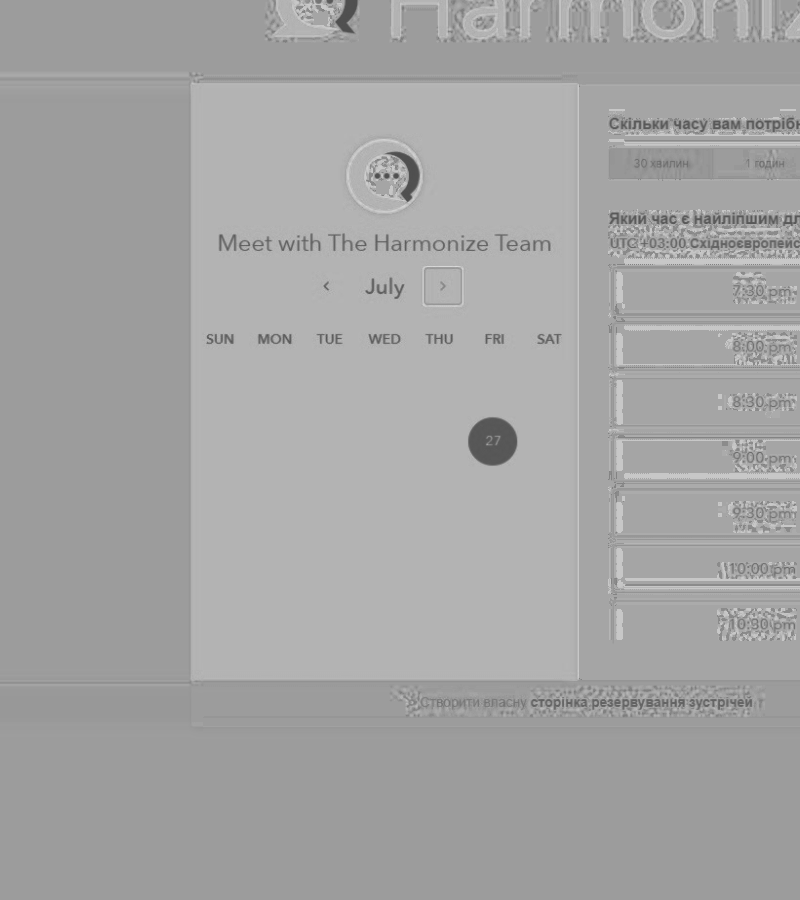 Harmoniz
Meet with The Harmonize Team
‹ July ›
SUN MON TUE WED THU FRI SAT
27
Скільки часу вам потрібн
30 хвилин 1 годин
Який час є найліпшим дл
UTC +03:00 Східноєвропейс
7:30 pm
8:00 pm
8:30 pm
9:00 pm
9:30 pm
10:00 pm
10:30 pm
Створити власну сторінка резервування зустрічей